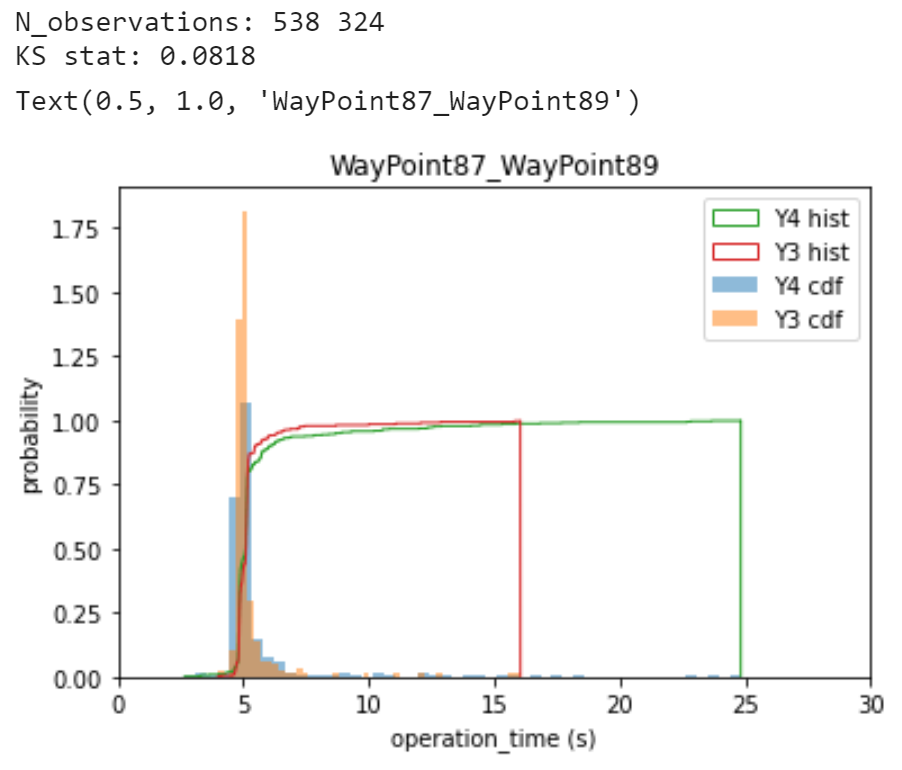 N_observations: 538 324
KS stat: 0.0818
Text(0.5, 1.0, 'WayPoint87_WayPoint89')
WayPoint87_WayPoint89
Y4 hist
Y3 hist
Y4 cdf
Y3 cdf
probability
1.75
1.50
1.25
1.00
0.75
0.50
0.25
0.00
0 5 10 15 20 25 30
operation_time (s)